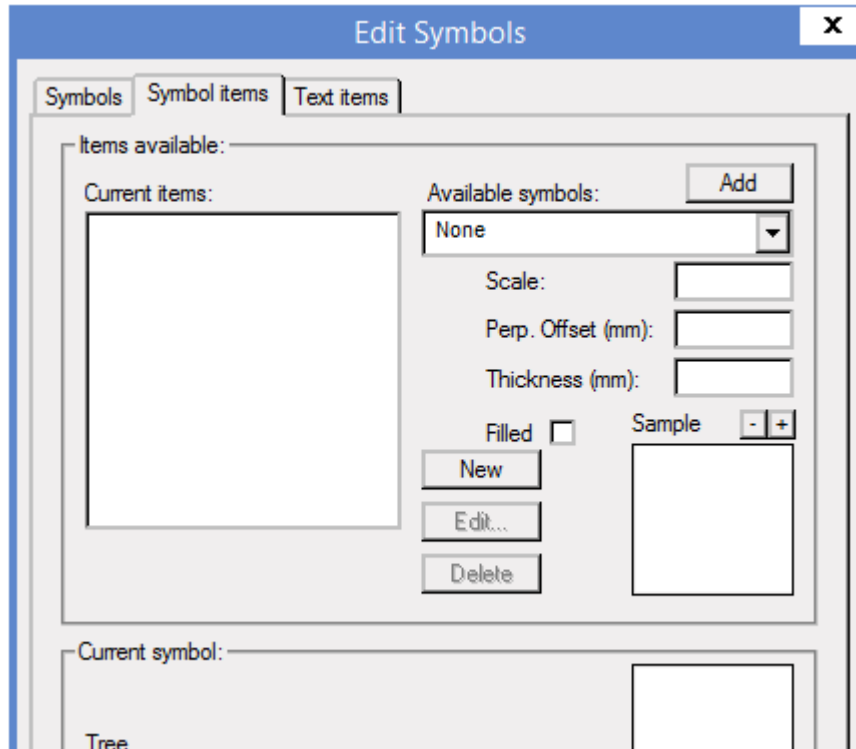 Edit Symbols
x
Symbols Symbol items Text items
Items available:
Current items:
Available symbols: Add
None
Scale:
Perp. Offset (mm):
Thickness (mm):
Filled Sample - +
New
Edit...
Delete
Current symbol:
Tree